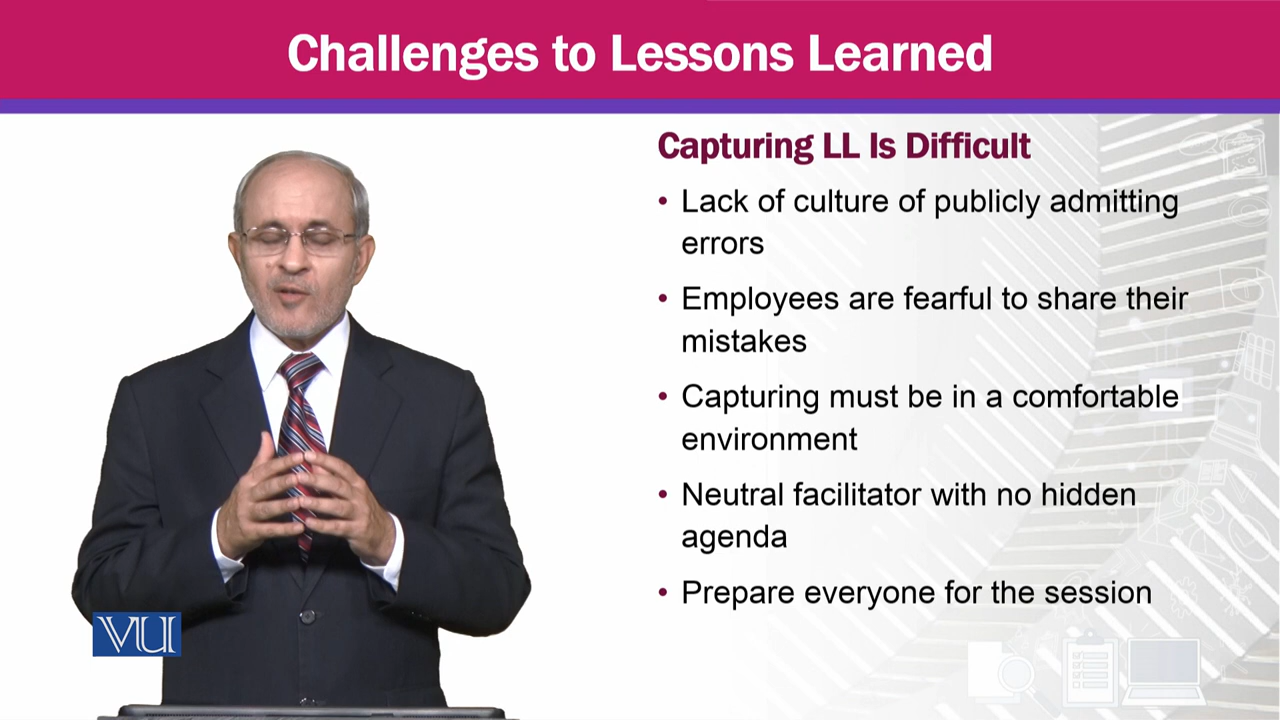 Challenges to Lessons Learned
Capturing LL Is Difficult
• Lack of culture of publicly admitting
errors
• Employees are fearful to share their
mistakes
• Capturing must be in a comfortable
environment
• Neutral facilitator with no hidden
agenda
• Prepare everyone for the session
VU